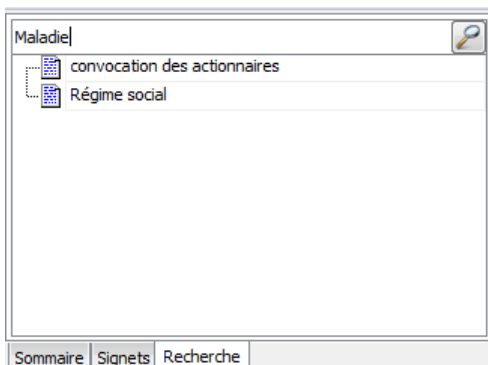 Maladie
convocation des actionnaires
Régime social
Sommaire Signets Recherche